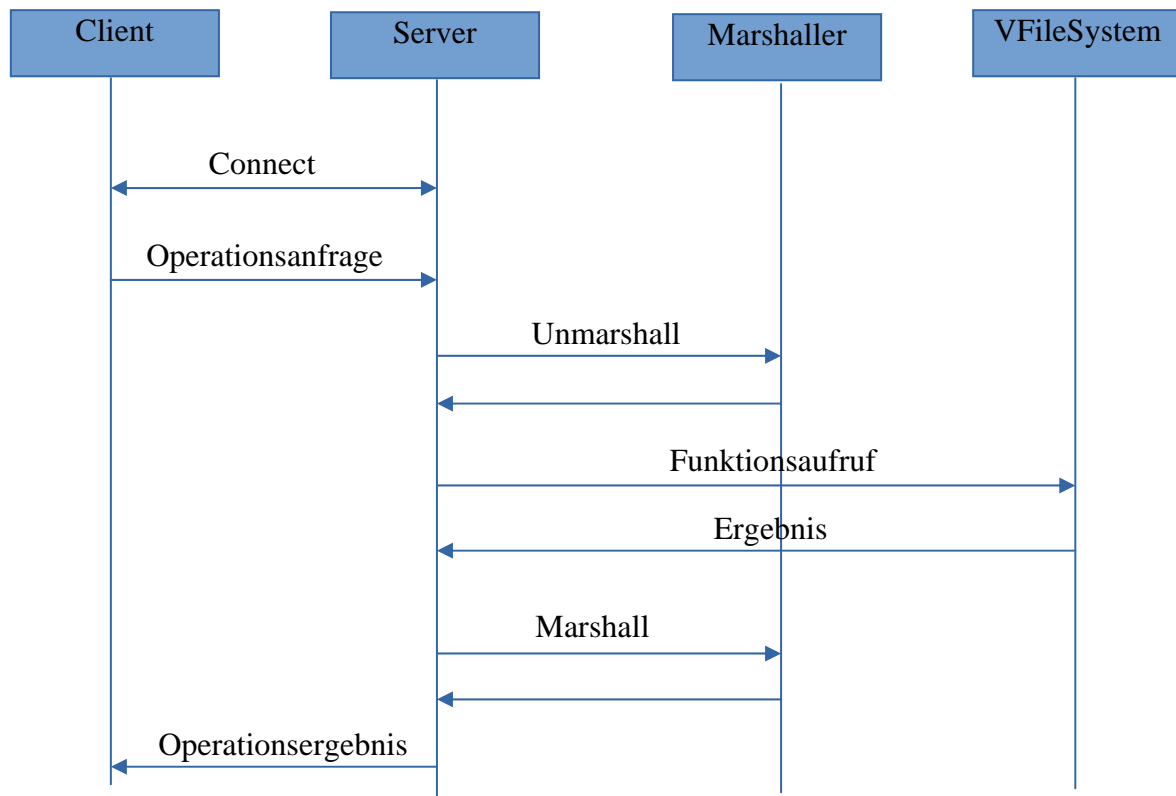 Client
Server
Marshaller
VFileSystem
Connect
Operationsanfrage
Unmarshall
Funktionsaufruf
Ergebnis
Marshall
Operationsergebnis